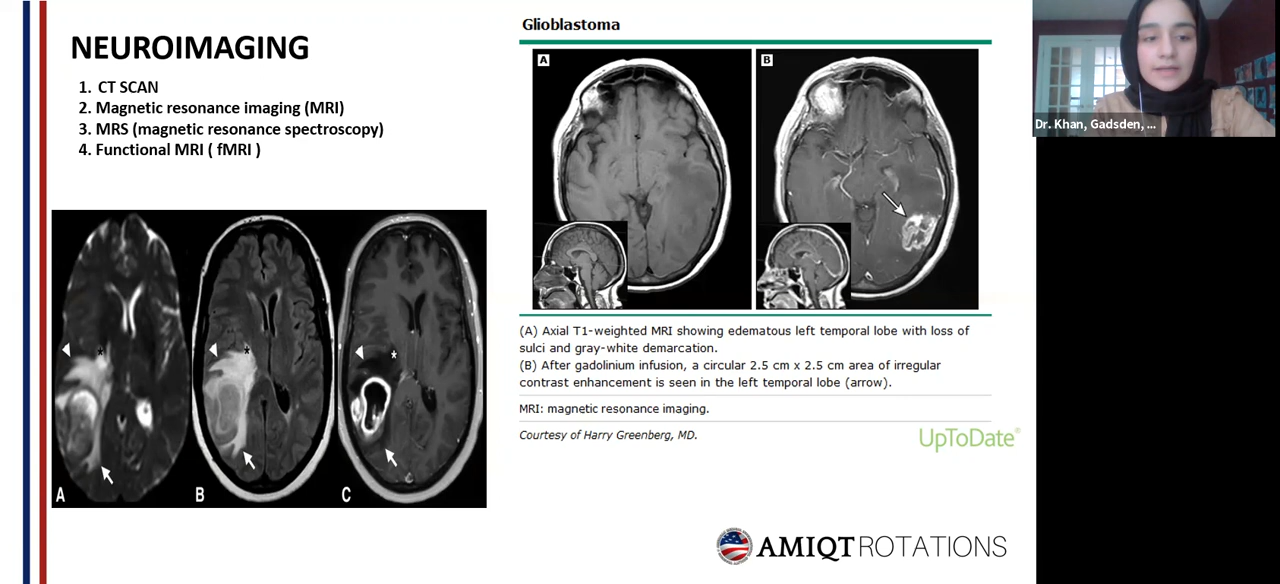 NEUROIMAGING
1. CT SCAN
2. Magnetic resonance imaging (MRI)
3. MRS (magnetic resonance spectroscopy)
4. Functional MRI ( fMRI )
A
B
C
Glioblastoma
A
B
(A) Axial T1-weighted MRI showing edematous left temporal lobe with loss of
sulci and gray-white demarcation.
(B) After gadolinium infusion, a circular 2.5 cm x 2.5 cm area of irregular
contrast enhancement is seen in the left temporal lobe (arrow).
MRI: magnetic resonance imaging.
Courtesy of Harry Greenberg, MD.
UpToDate®
AMIQT ROTATIONS
Dr. Khan, Gadsden, ...